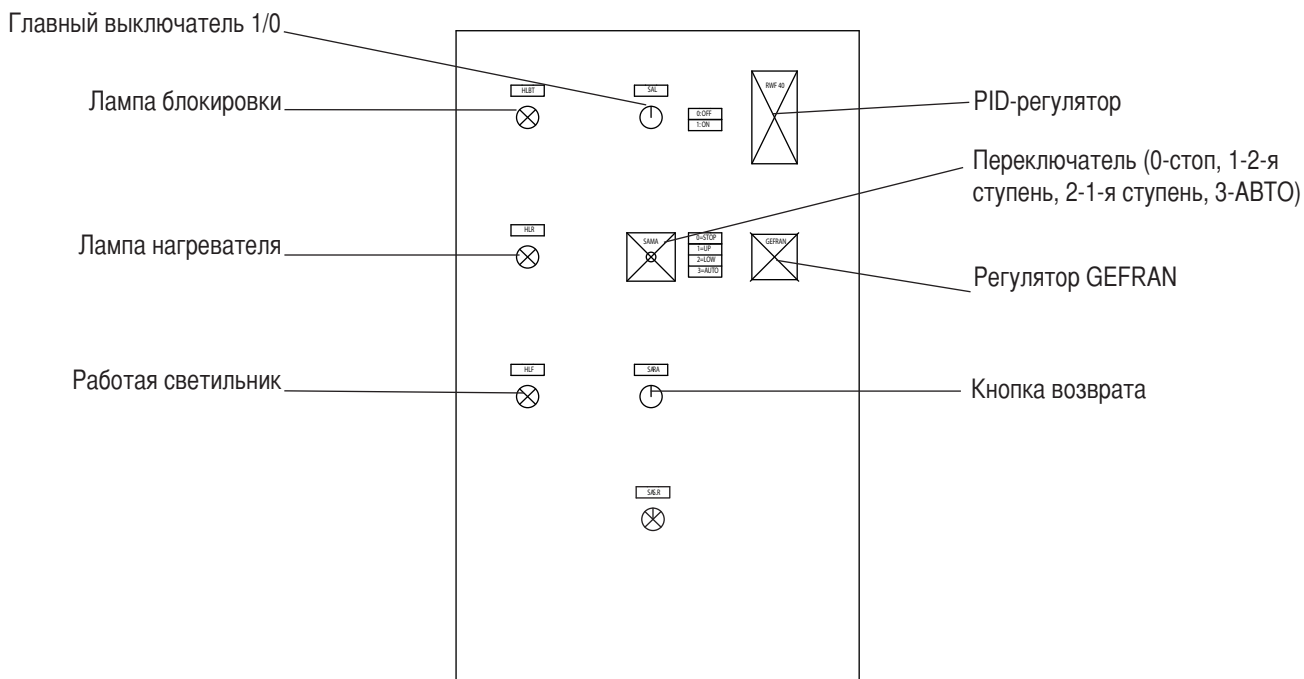 Главный выключатель 1/0
Лампа блокировки
HLBT
SAL
0:OFF
1:ON
RWF 40
PID-регулятор
Переключатель (0-стоп, 1-2-я
ступень, 2-1-я ступень, 3-АВТО)
Лампа нагревателя
HLR
SAMA
0=STOP
1=UP
2=LOW
3=AUTO
GEFRAN
Регулятор GEFRAN
Работая светильник
HLF
SARA
Кнопка возврата
SAS.R